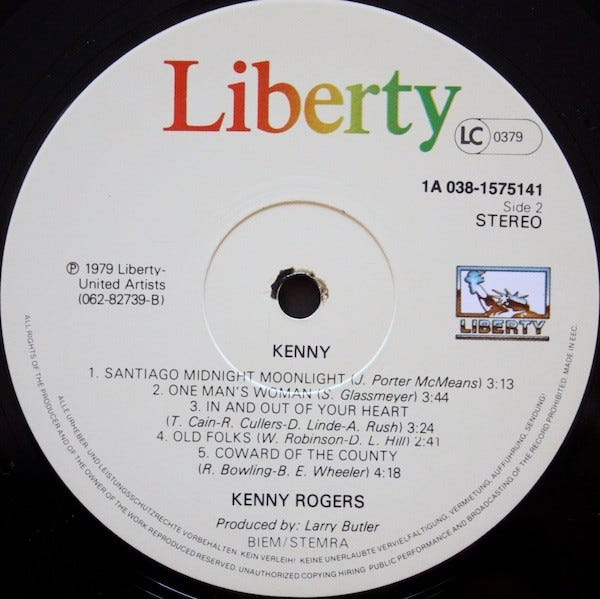 Liberty
LC 0379
1A 038-1575141
Side 2
STEREO
℗ 1979 Liberty-
United Artists
(062-82739-B)
LIBERTY
KENNY
1. SANTIAGO MIDNIGHT MOONLIGHT (J. Porter McMeans) 3:13
2. ONE MAN'S WOMAN (S. Glassmeyer) 3:44
3. IN AND OUT OF YOUR HEART
(T. Cain-R. Cullers-D. Linde-A. Rush) 3:24
4. OLD FOLKS (W. Robinson-D. L. Hill) 2:41
5. COWARD OF THE COUNTY
(R. Bowling-B. E. Wheeler) 4:18
KENNY ROGERS
Produced by: Larry Butler
BIEM/STEMRA
ALLE URHEBER- UND LEISTUNGSSCHUTZRECHTE VORBEHALTEN. KEIN VERLEIH! KEINE UNERLAUBTE VERVIELFÄLTIGUNG, VERMIETUNG, AUFFÜHRUNG, SENDUNG!
ALL RIGHTS OF THE PRODUCER AND OF THE OWNER OF THE WORK REPRODUCED RESERVED. UNAUTHORIZED COPYING HIRING PUBLIC PERFORMANCE AND BROADCASTING OF THE RECORD PROHIBITED. MADE IN EEC.